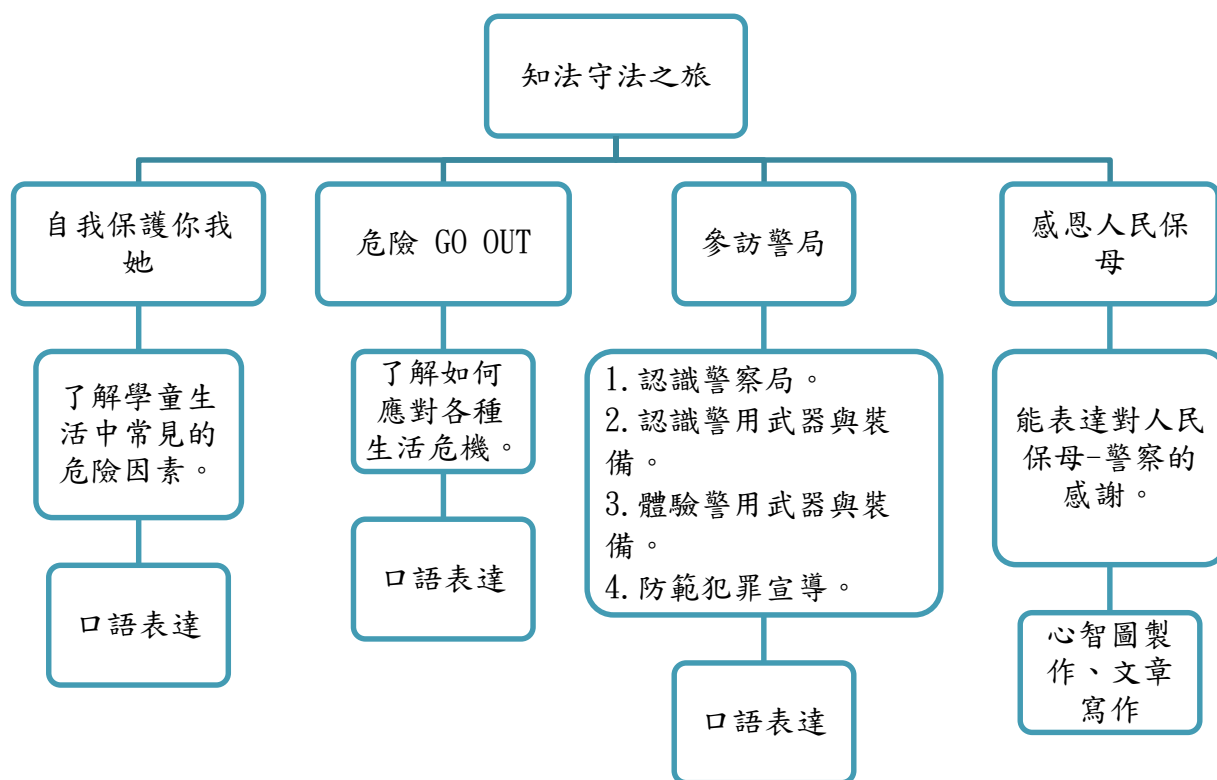 知法守法之旅
自我保護你我
她
危險 GO OUT
參訪警局
感恩人民保
母
了解學童生
活中常見的
危險因素。
了解如何
應對各種
生活危機。
1.認識警察局。
2.認識警用武器與裝
備。
3.體驗警用武器與裝
備。
4.防範犯罪宣導。
能表達對人民
保母-警察的
感謝。
口語表達
口語表達
口語表達
心智圖製
作、文章
寫作